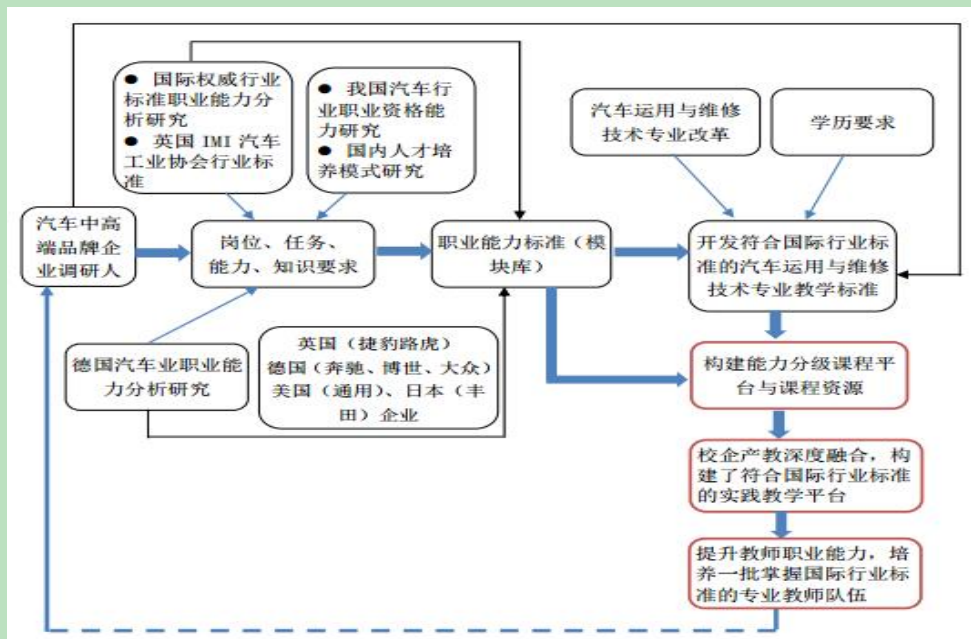 ● 国际权威行业
标准职业能力分
析研究
● 英国 IMI 汽车
工业协会行业标
准
● 我国汽车行
业职业资格能
力研究
● 国内人才培
养模式研究
汽车运用与维修
技术专业改革
学历要求
汽车中高
端品牌企
业调研人
岗位、任务、
能力、知识要求
职业能力标准（模
块库）
开发符合国际行业标
准的汽车运用与维修
技术专业教学标准
德国汽车业职业能
力分析研究
英国（捷豹路虎）
德国（奔驰、博世、大众）
美国（通用）、日本（丰
田）企业
构建能力分级课程平
台与课程资源
校企产教深度融合，构
建了符合国际行业标准
的实践教学平台
提升教师职业能力，培
养一批掌握国际行业标
准的专业教师队伍